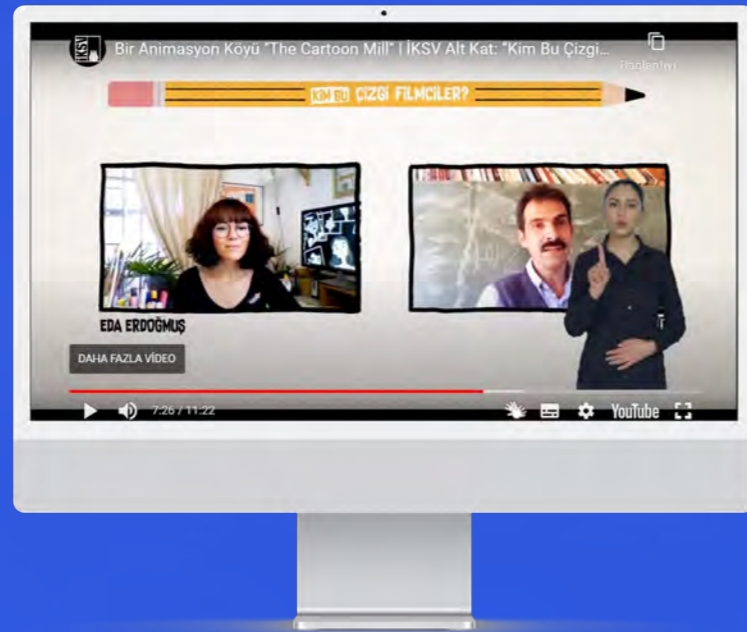 İKSV
Bir Animasyon Köyü "The Cartoon Mill" | İKSV Alt Kat: "Kim Bu Çizgi...
KİM BU ÇİZGİ FİLMCİLER?
EDA ERDOĞMUŞ
DAHA FAZLA VİDEO
7:26 / 11:22
YouTube